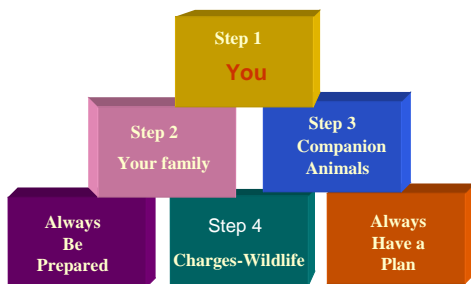 Step 1
You
Step 2
Your family
Step 3
Companion
Animals
Always
Be
Prepared
Step 4
Charges-Wildlife
Always
Have a
Plan